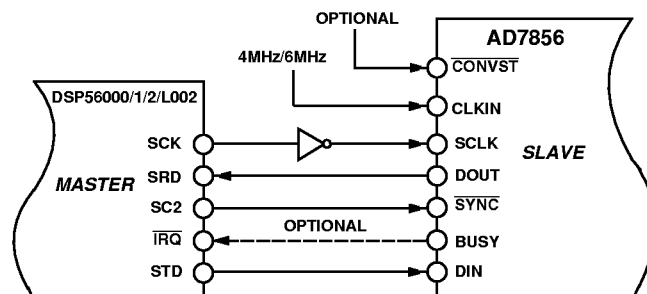 OPTIONAL
AD7856
4MHz/6MHz
CONVST
DSP56000/1/2/L002
CLKIN
SCK
SCLK
SLAVE
MASTER
SRD
DOUT
SC2
SYNC
OPTIONAL
IRQ
BUSY
STD
DIN